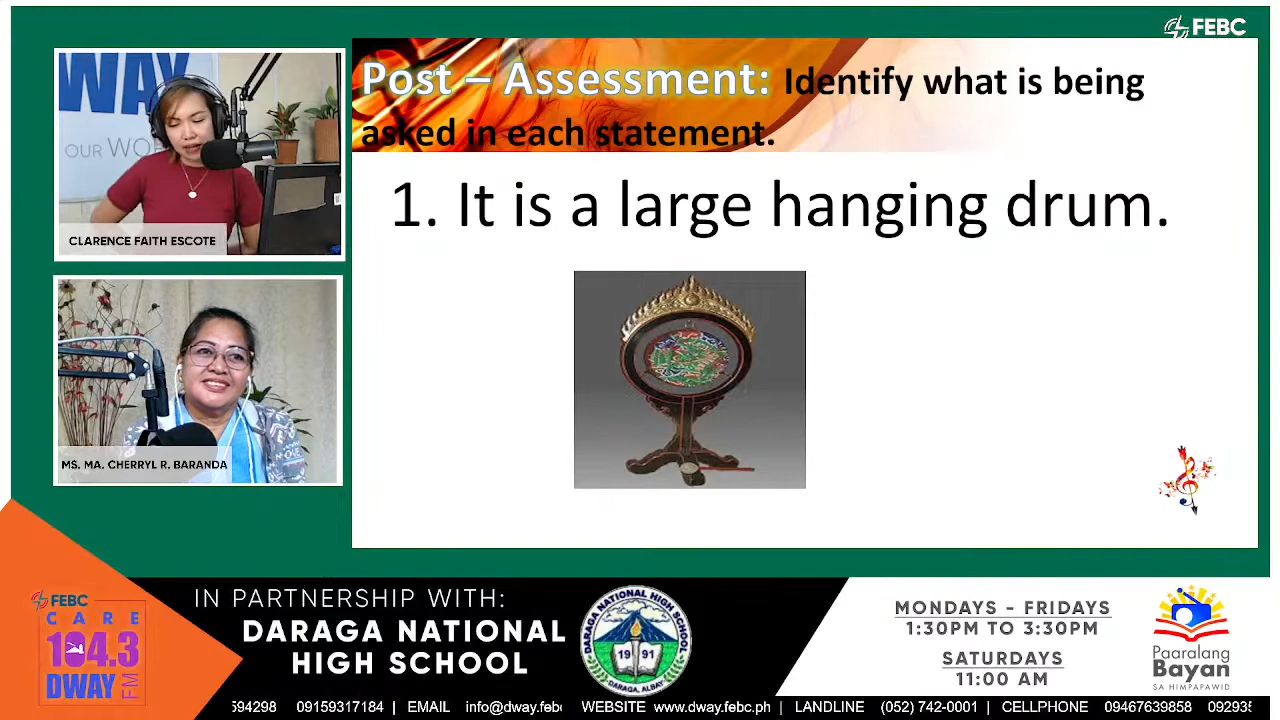 FEBC
WAY
OUR WO
CLARENCE FAITH ESCOTE
MS. MA. CHERRYL R. BARANDA
Post – Assessment: Identify what is being
asked in each statement.
1. It is a large hanging drum.
FEBC
CARE
104.3
DWAY FM
IN PARTNERSHIP WITH:
DARAGA NATIONAL
HIGH SCHOOL
DARAGA NATIONAL HIGH SCHOOL
19 91
DARAGA, ALBAY
MONDAYS - FRIDAYS
1:30PM TO 3:30PM
SATURDAYS
11:00 AM
Paaralang
Bayan
SA HIMPAPAWID
594298 09159317184 | EMAIL info@dway.febc WEBSITE www.dway.febc.ph | LANDLINE (052) 742-0001 | CELLPHONE 09467639858 09293